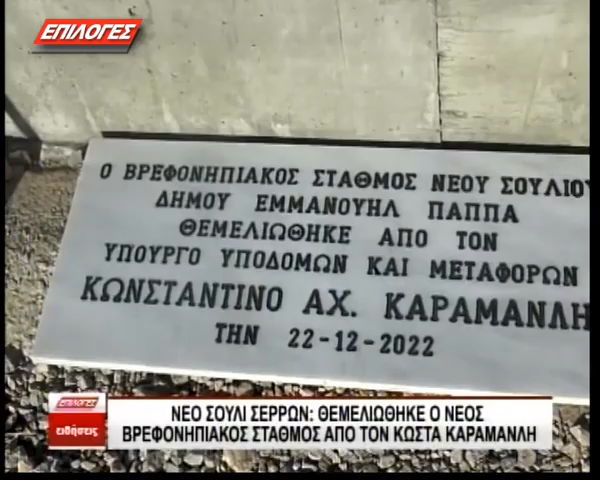 ΕΠΙΛΟΓΕΣ
Ο ΒΡΕΦΟΝΗΠΙΑΚΟΣ ΣΤΑΘΜΟΣ ΝΕΟΥ ΣΟΥΛΙΟΥ
ΔΗΜΟΥ ΕΜΜΑΝΟΥΗΛ ΠΑΠΠΑ
ΘΕΜΕΛΙΩΘΗΚΕ ΑΠΟ ΤΟΝ
ΥΠΟΥΡΓΟ ΥΠΟΔΟΜΩΝ ΚΑΙ ΜΕΤΑΦΟΡΩΝ
ΚΩΝΣΤΑΝΤΙΝΟ ΑΧ. ΚΑΡΑΜΑΝΛΗ
ΤΗΝ 22-12-2022
ΕΠΙΛΟΓΕΣ
ειδήσεις
ΝΕΟ ΣΟΥΛΙ ΣΕΡΡΩΝ: ΘΕΜΕΛΙΩΘΗΚΕ Ο ΝΕΟΣ
ΒΡΕΦΟΝΗΠΙΑΚΟΣ ΣΤΑΘΜΟΣ ΑΠΟ ΤΟΝ ΚΩΣΤΑ ΚΑΡΑΜΑΝΛΗ